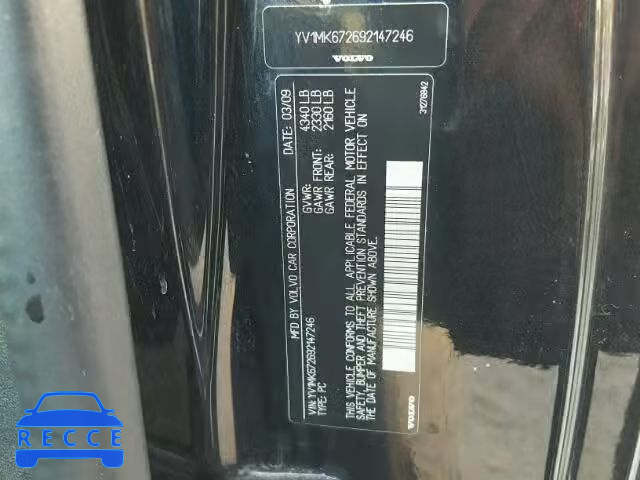 YV1MK672692147246
VOLVO
MFD BY VOLVO CAR CORPORATION DATE: 03/09
GVWR: 4340 LB
GAWR FRONT: 2330 LB
GAWR REAR: 2160 LB
VIN: YV1MK672692147246
TYPE: PC
THIS VEHICLE CONFORMS TO ALL APPLICABLE FEDERAL MOTOR VEHICLE
SAFETY, BUMPER AND THEFT PREVENTION STANDARDS IN EFFECT ON
THE DATE OF MANUFACTURE SHOWN ABOVE.
31276842
VOLVO
RECCE